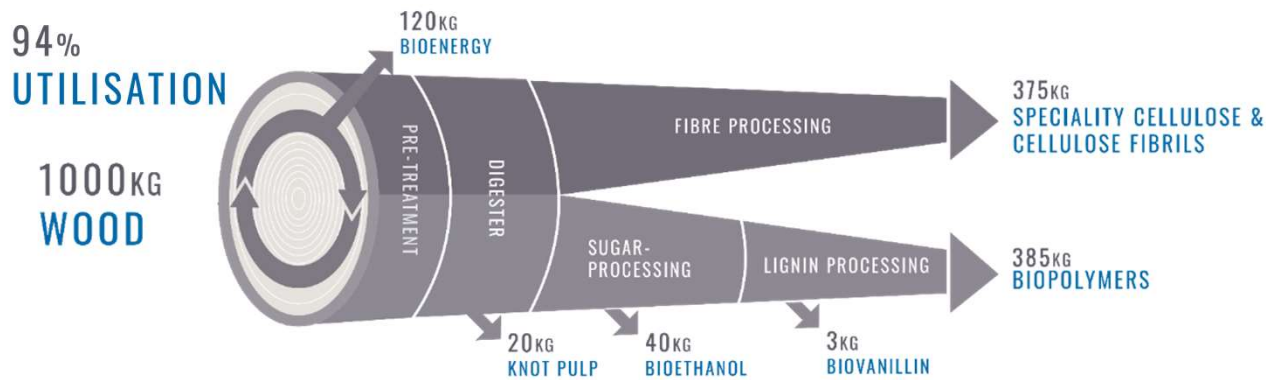 94%
UTILISATION
1000KG
WOOD
120KG
BIOENERGY
PRE-TREATMENT
DIGESTER
FIBRE PROCESSING
SUGAR-
PROCESSING
LIGNIN PROCESSING
375KG
SPECIALITY CELLULOSE &
CELLULOSE FIBRILS
385KG
BIOPOLYMERS
20KG
KNOT PULP
40KG
BIOETHANOL
3KG
BIOVANILLIN